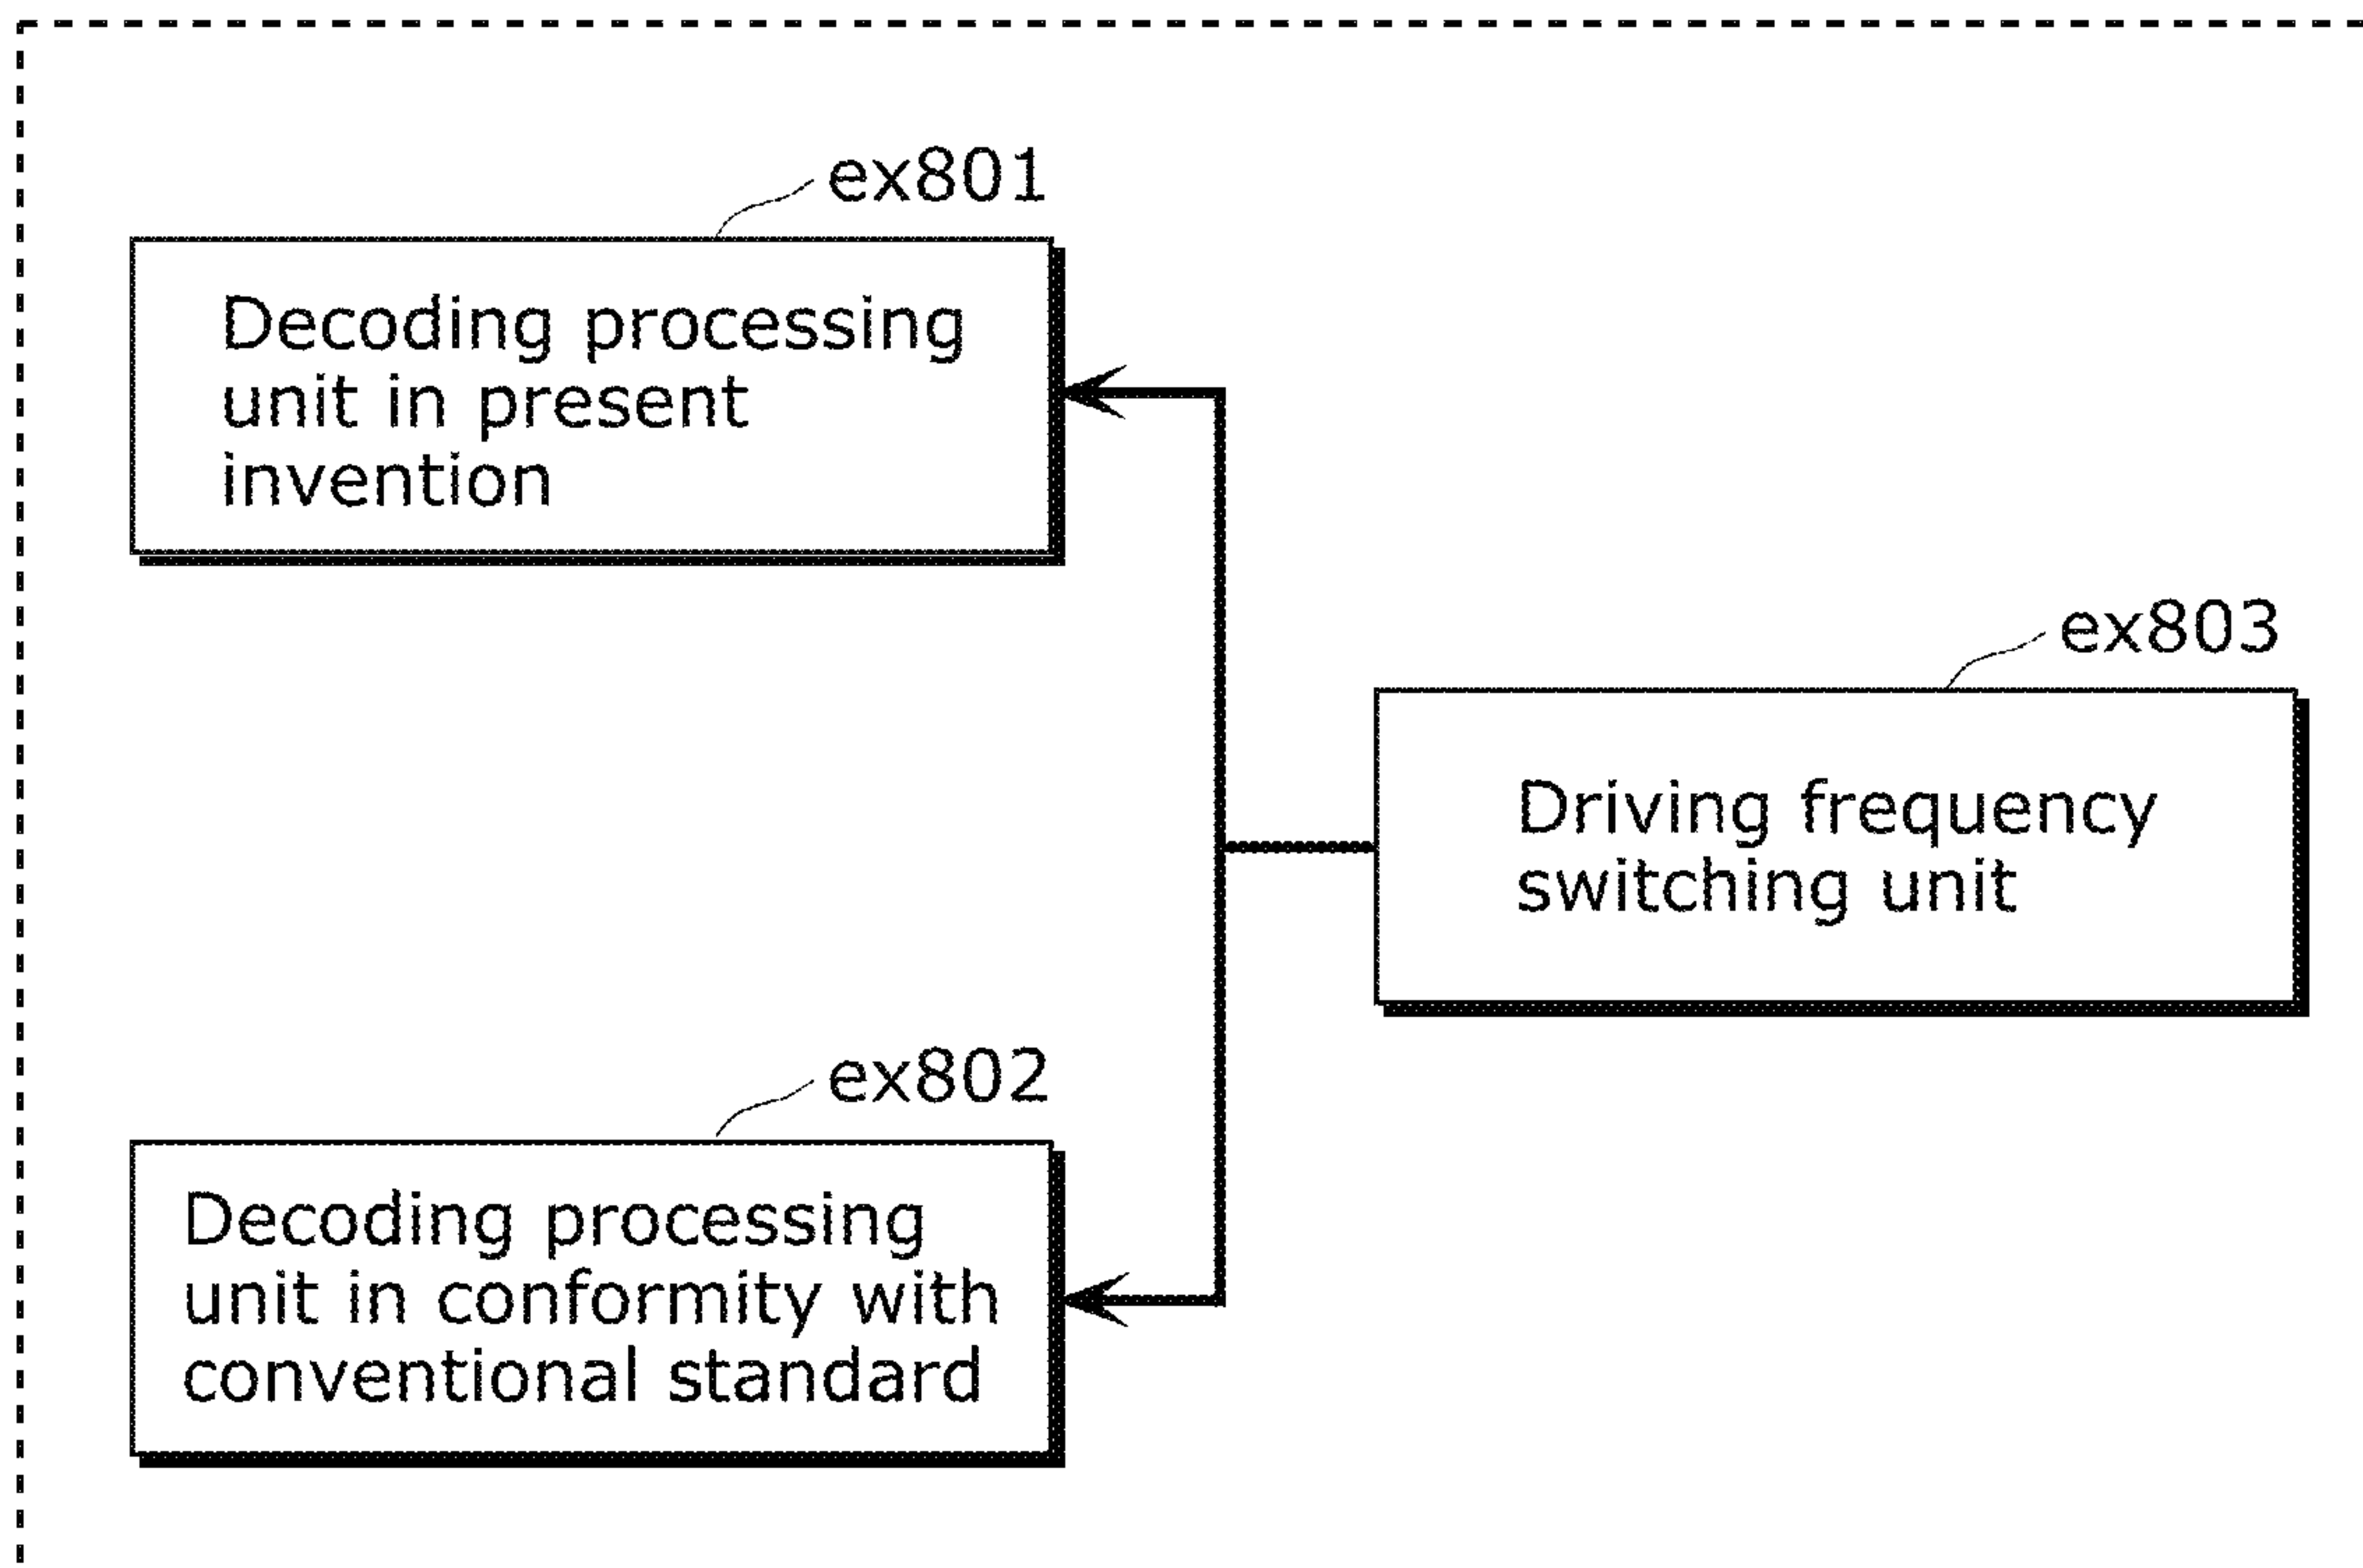 ex801
Decoding processing
unit in present
invention
ex803
Driving frequency
switching unit
ex802
Decoding processing
unit in conformity with
conventional standard